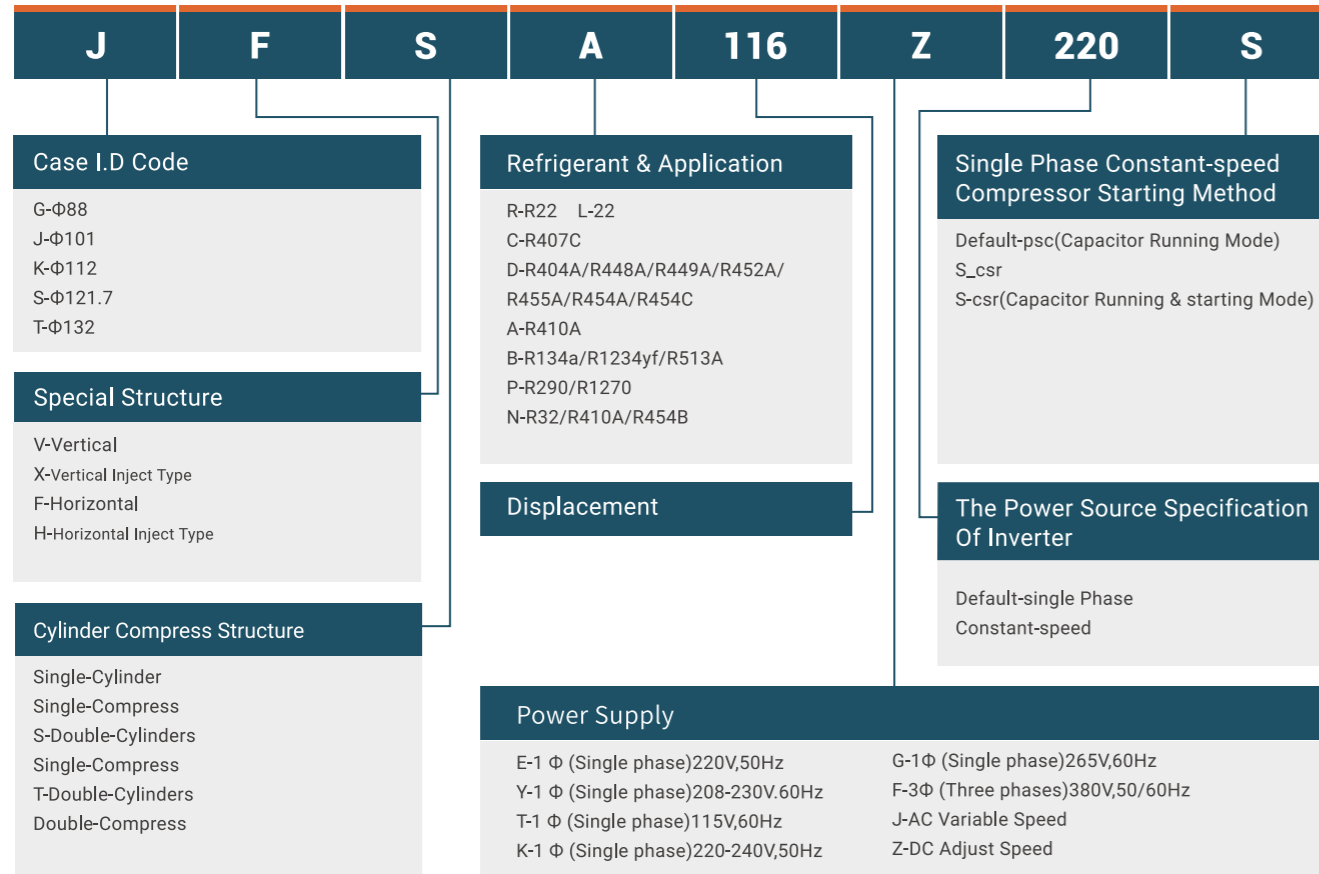 J F S A 116 Z 220 S
Case I.D Code
G-Φ88
J-Φ101
K-Φ112
S-Φ121.7
T-Φ132
Special Structure
V-Vertical
X-Vertical Inject Type
F-Horizontal
H-Horizontal Inject Type
Cylinder Compress Structure
Single-Cylinder
Single-Compress
S-Double-Cylinders
Single-Compress
T-Double-Cylinders
Double-Compress
Refrigerant & Application
R-R22 L-22
C-R407C
D-R404A/R448A/R449A/R452A/
R455A/R454A/R454C
A-R410A
B-R134a/R1234yf/R513A
P-R290/R1270
N-R32/R410A/R454B
Displacement
Single Phase Constant-speed
Compressor Starting Method
Default-psc(Capacitor Running Mode)
S_csr
S-csr(Capacitor Running & starting Mode)
The Power Source Specification
Of Inverter
Default-single Phase
Constant-speed
Power Supply
E-1 Φ (Single phase)220V,50Hz
Y-1 Φ (Single phase)208-230V.60Hz
T-1 Φ (Single phase)115V,60Hz
K-1 Φ (Single phase)220-240V,50Hz
G-1Φ (Single phase)265V,60Hz
F-3Φ (Three phases)380V,50/60Hz
J-AC Variable Speed
Z-DC Adjust Speed